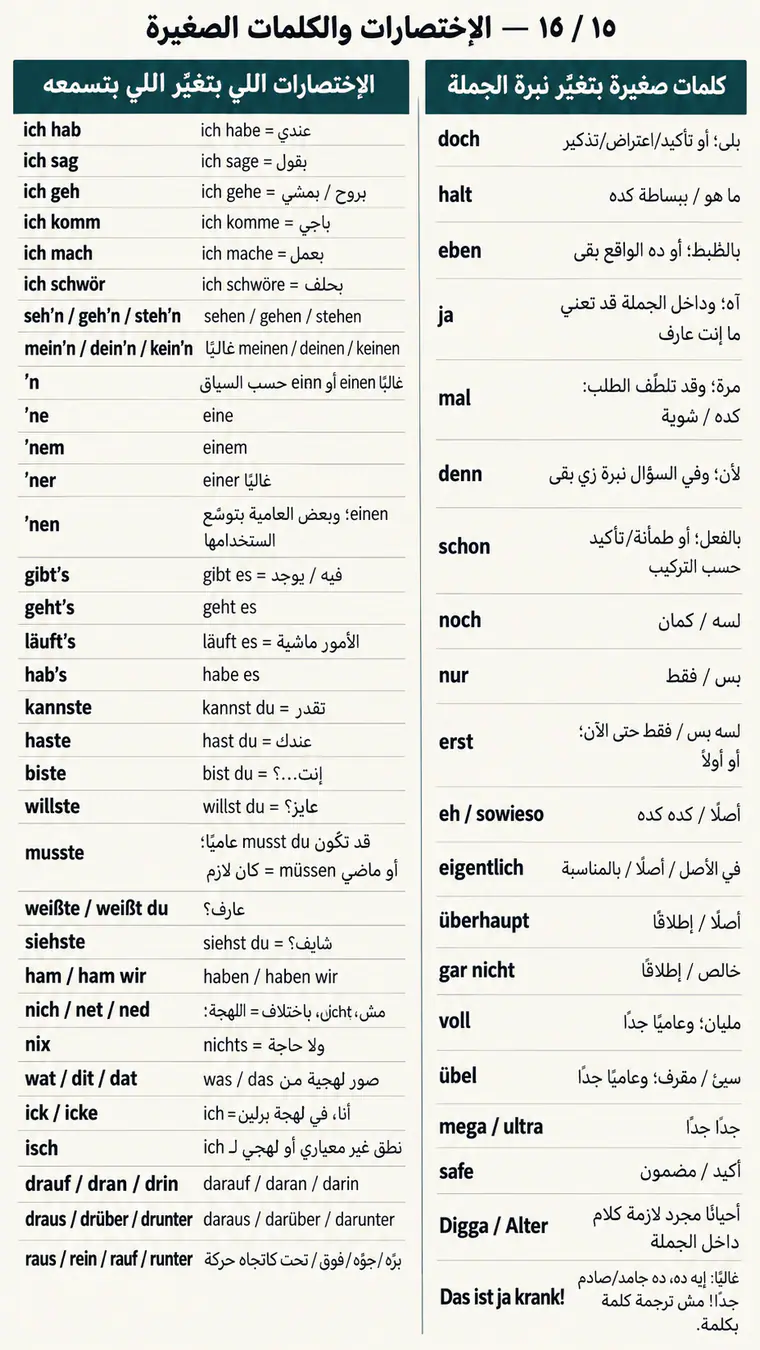 ١٥ / ١٦ — الإختصارات والكلمات الصغيرة
كلمات صغيرة بتغيَّر نبرة الجملة
doch بلى؛ أو تأكيد/اعتراض/تذكير
halt ما هو / ببساطة كده
eben بالظبط؛ أو ده الواقع بقى
ja آه؛ وداخل الجملة قد تعني
ما إنت عارف
mal مرة؛ وقد تلطَّف الطلب:
كده / شوية
denn لأن؛ وفي السؤال نبرة زي بقى
schon بالفعل؛ أو طمأنة/تأكيد
حسب التركيب
noch لسه / كمان
nur بس / فقط
erst لسه بس / فقط حتى الآن؛
أو أولاً
eh / sowieso أصلًا / كده كده
eigentlich في الأصل / أصلًا / بالمناسبة
überhaupt أصلًا / إطلاقًا
gar nicht خالص / إطلاقًا
voll مليان؛ وعاميًا جدًا
übel سيئ / مقرف؛ وعاميًا جدًا
mega / ultra جدًا جدًا
safe أكيد / مضمون
Digga / Alter أحيانًا مجرد لازمة كلام
داخل الجملة
Das ist ja krank! غالبًا: إيه ده، ده جامد/صادم
جدًا! مش ترجمة كلمة
بكلمة.
الإختصارات اللي بتغيَّر اللي بتسمعه
ich hab ich habe = عندي
ich sag ich sage = بقول
ich geh ich gehe = بروح / بمشي
ich komm ich komme = باجي
ich mach ich mache = بعمل
ich schwör ich schwöre = بحلف
seh’n / geh’n / steh’n sehen / gehen / stehen
mein’n / dein’n / kein’n غالبًا meinen / deinen / keinen
’n غالبًا einen أو einn حسب السياق
’ne eine
’nem einem
’ner غالبًا einer
’nen einen؛ وبعض العامية بتوسَّع
استخدامها
gibt’s gibt es = فيه / يوجد
geht’s geht es
läuft’s läuft es = الأمور ماشية
hab’s habe es
kannste kannst du = تقدر
haste hast du = عندك
biste bist du = إنت...؟
willste willst du = عايز؟
musste قد تكون musst du عاميًا؛
أو ماضي müssen = كان لازم
weißte / weißt du عارف؟
siehste siehst du = شايف؟
ham / ham wir haben / haben wir
nich / net / ned مش، باختلاف = اللهجة:
nix nichts = ولا حاجة
wat / dit / dat صور لهجية من was / das
ick / icke أنا، في لهجة برلين = ich
isch نطق غير معياري أو لهجي لـ ich
drauf / dran / drin darauf / daran / darin
draus / drüber / drunter daraus / darüber / darunter
raus / rein / rauf / runter برَّه/جوَّه/فوق/تحت كاتجاه حركة